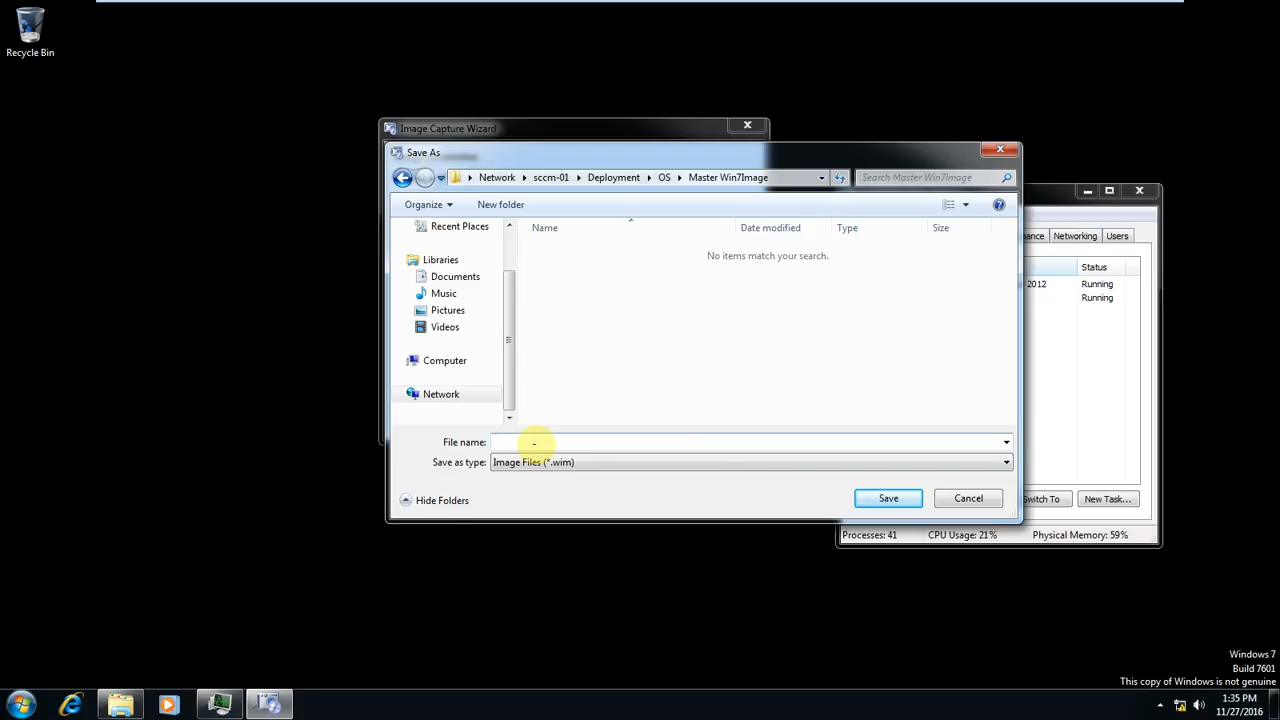 Recycle Bin
Image Capture Wizard
Save As
Network sccm-01 Deployment OS Master Win7Image
Search Master Win7Image
Organize
New folder
Recent Places
Libraries
Documents
Music
Pictures
Videos
Computer
Network
Name
Date modified
Type
Size
No items match your search.
File name:
Save as type:
Image Files (*.wim)
Hide Folders
Save
Cancel
Networking
Users
Status
2012
Running
Running
Switch To
New Task...
Processes: 41
CPU Usage: 21%
Physical Memory: 59%
Windows 7
Build 7601
This copy of Windows is not genuine
1:35 PM
11/27/2016